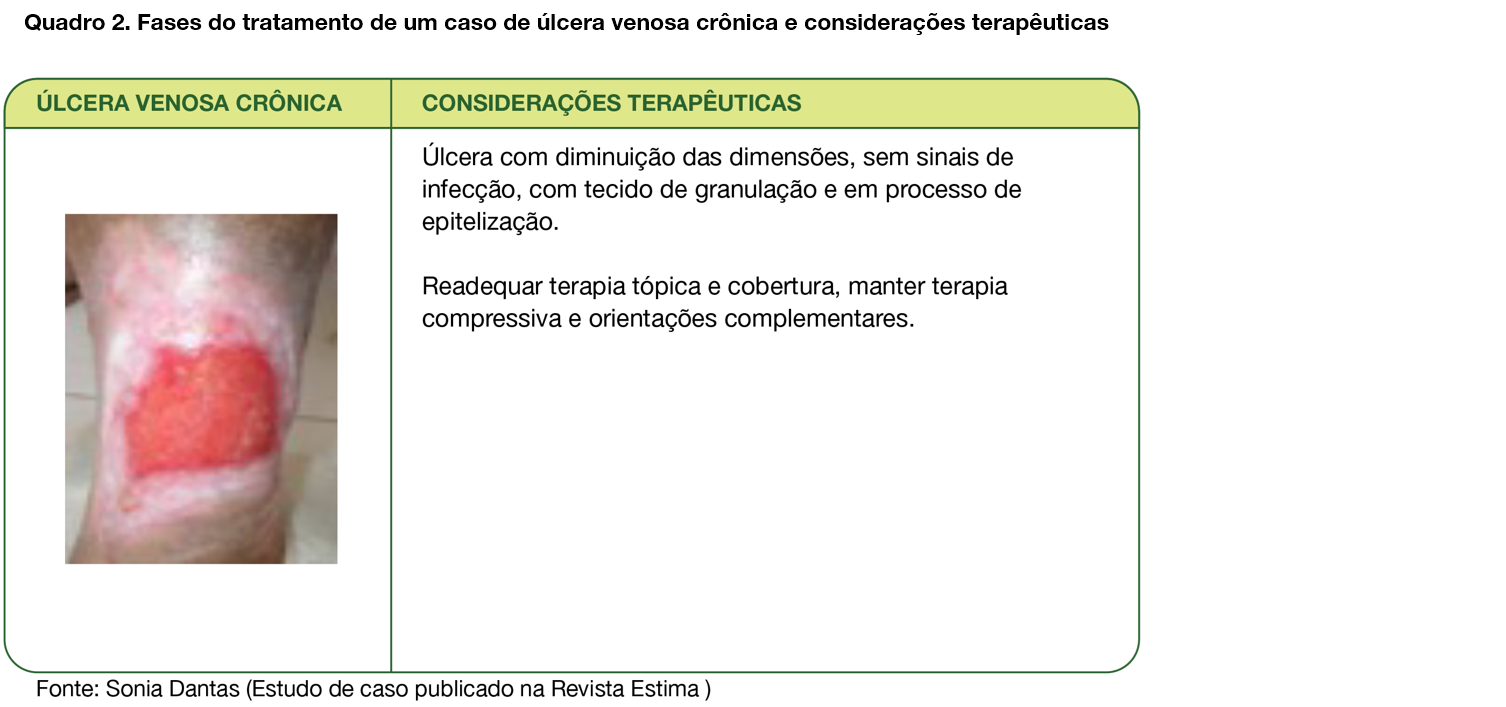 Quadro 2. Fases do tratamento de um caso de úlcera venosa crônica e considerações terapêuticas
ÚLCERA VENOSA CRÔNICA
CONSIDERAÇÕES TERAPÊUTICAS
Úlcera com diminuição das dimensões, sem sinais de
infecção, com tecido de granulação e em processo de
epitelização.
Readequar terapia tópica e cobertura, manter terapia
compressiva e orientações complementares.
Fonte: Sonia Dantas (Estudo de caso publicado na Revista Estima )